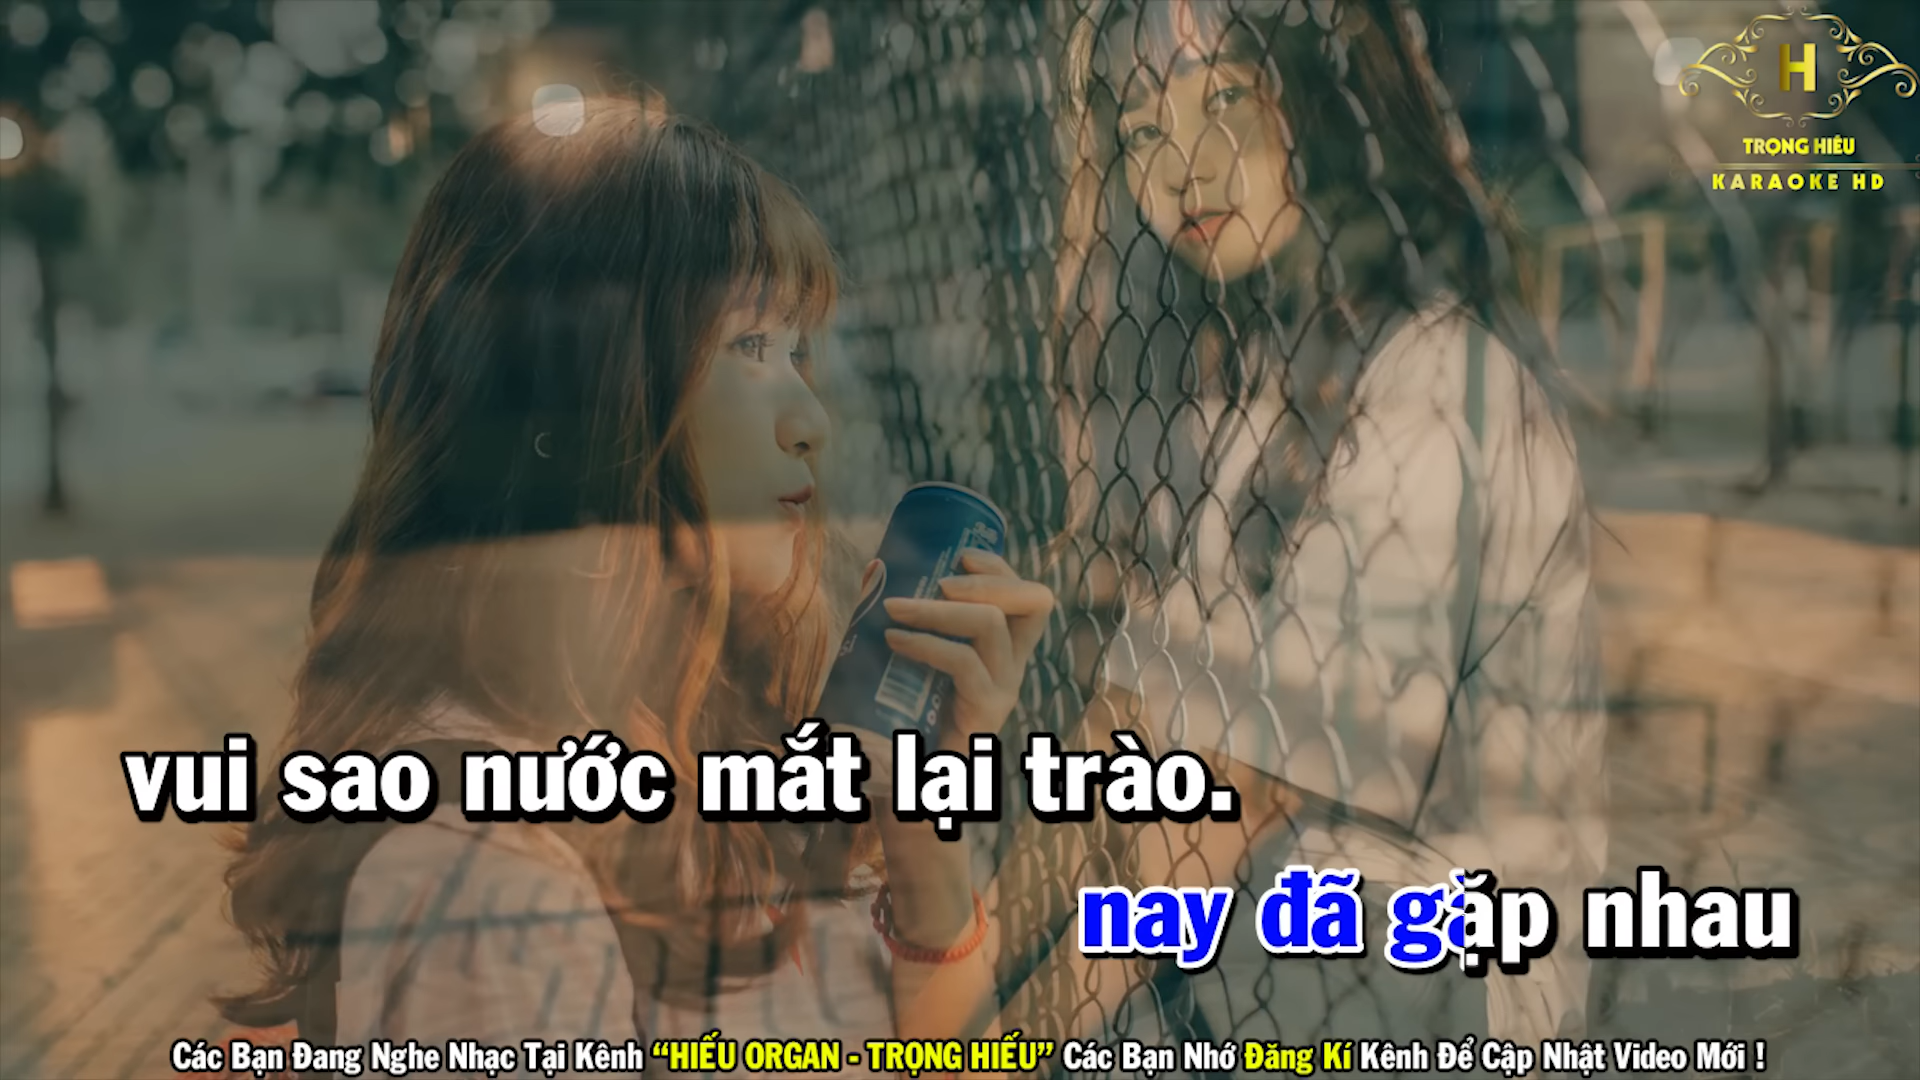 H
TRỌNG HIẾU
KARAOKE HD
vui sao nước mắt lại trào.
nay đã gặp nhau
Các Bạn Đang Nghe Nhạc Tại Kênh “HIẾU ORGAN - TRỌNG HIẾU” Các Bạn Nhớ Đăng Kí Kênh Để Cập Nhật Video Mới !